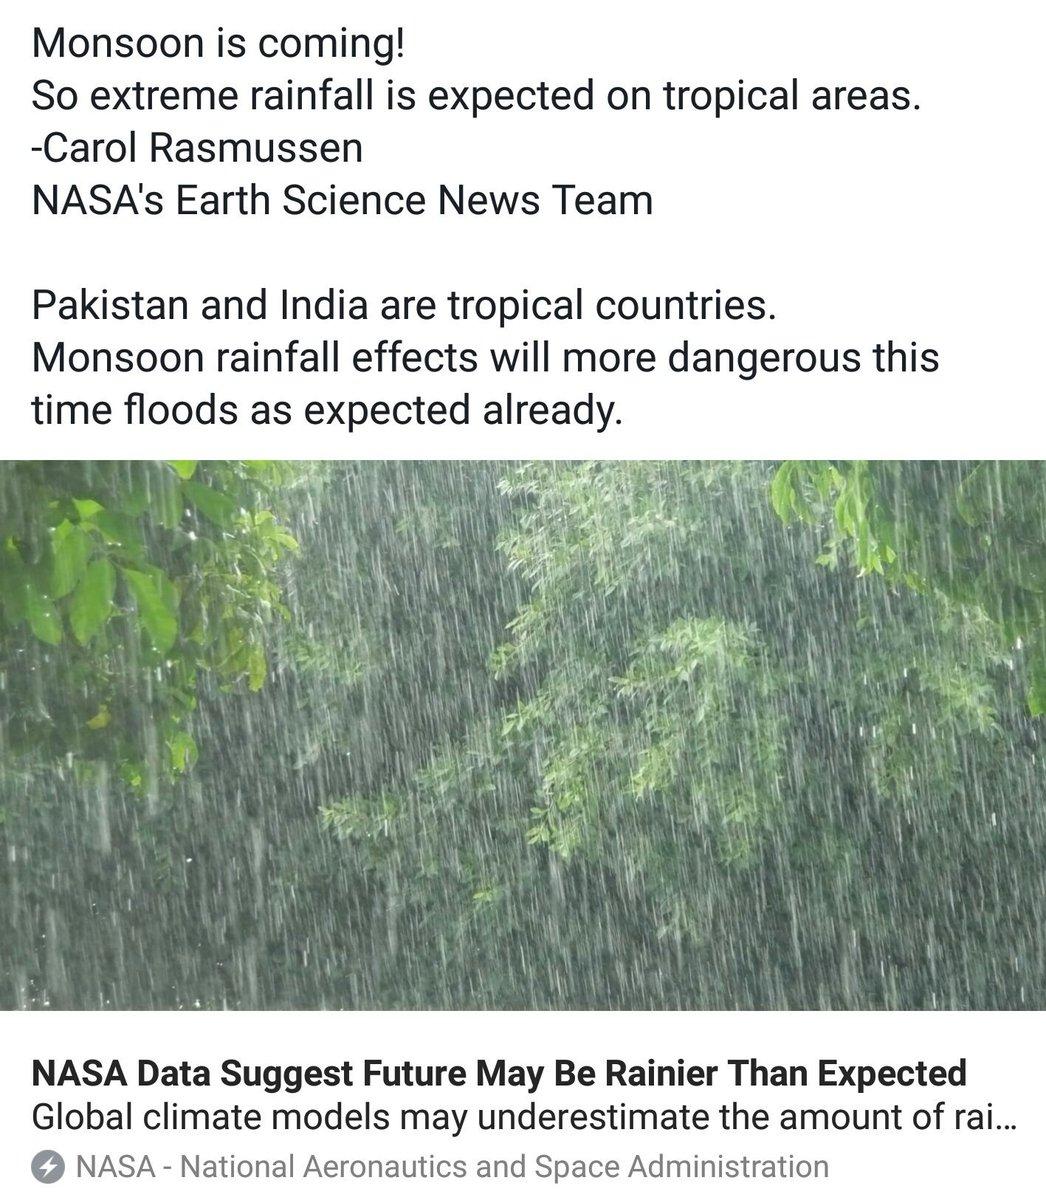 Monsoon is coming!
So extreme rainfall is expected on tropical areas.
-Carol Rasmussen
NASA's Earth Science News Team
Pakistan and India are tropical countries.
Monsoon rainfall effects will more dangerous this
time floods as expected already.
NASA Data Suggest Future May Be Rainier Than Expected
Global climate models may underestimate the amount of rai...
NASA - National Aeronautics and Space Administration